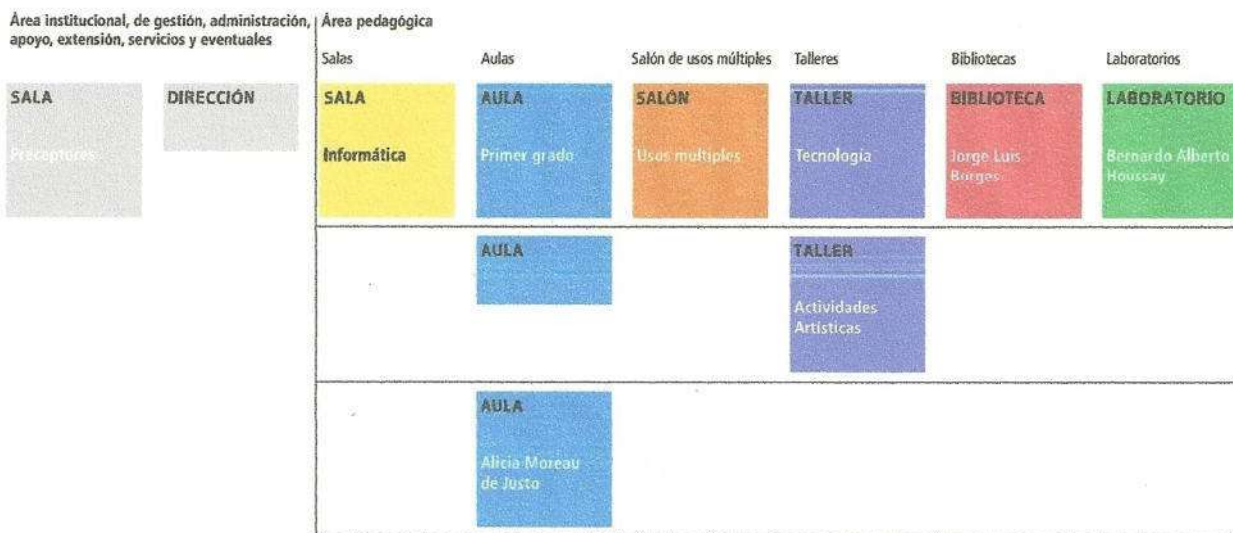 Área institucional, de gestión, administración,
apoyo, extensión, servicios y eventuales
Área pedagógica
Salas
Aulas
Salón de usos múltiples
Talleres
Bibliotecas
Laboratorios
SALA
Preceptores
DIRECCIÓN
SALA
Informática
AULA
Primer grado
SALÓN
Usos multiples
TALLER
Tecnología
BIBLIOTECA
Jorge Luis
Borges
LABORATORIO
Bernardo Alberto
Houssay
AULA
TALLER
Actividades
Artísticas
AULA
Alicia Moreau
de Justo